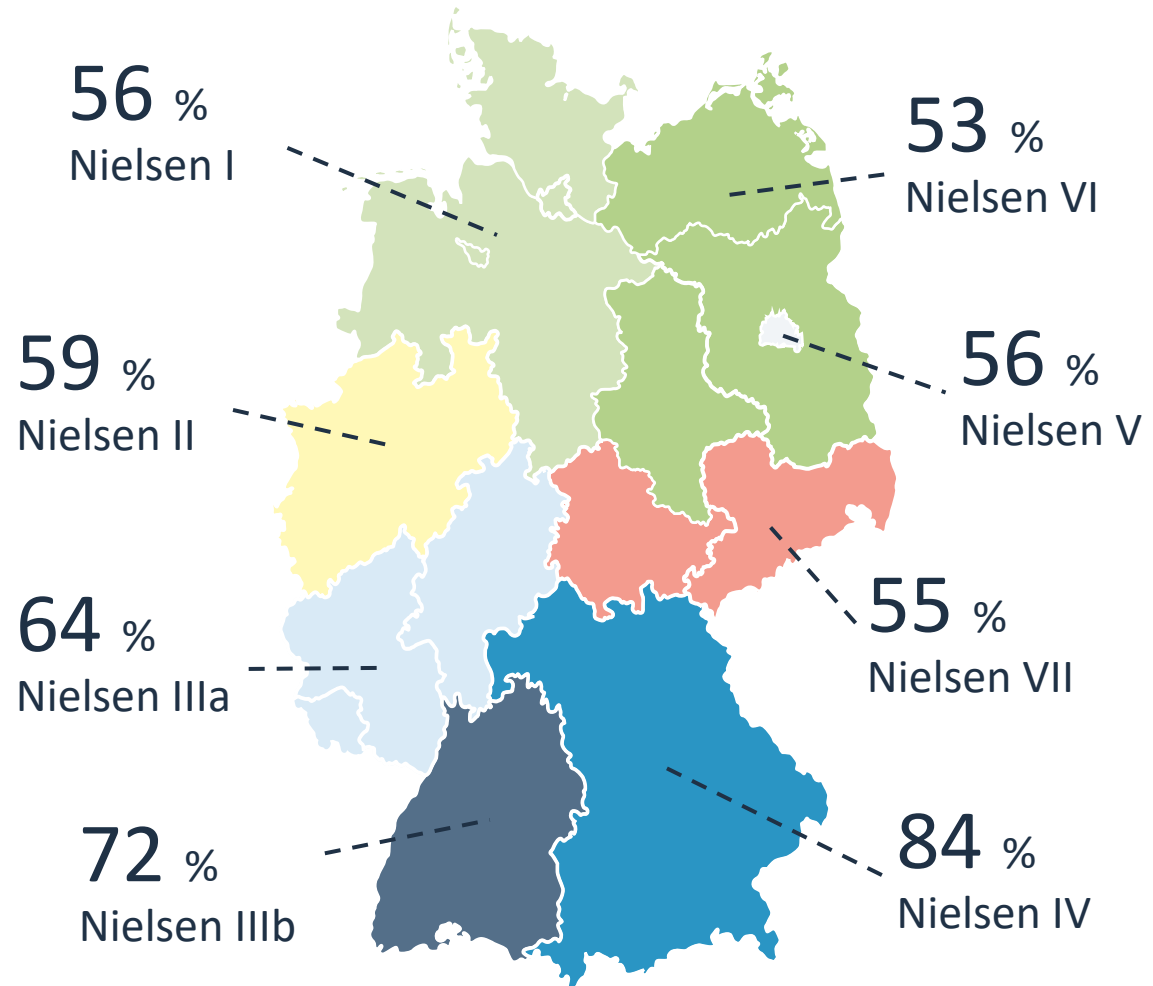 56 %
Nielsen I
53 %
Nielsen VI
59 %
Nielsen II
56 %
Nielsen V
64 %
Nielsen IIIa
55 %
Nielsen VII
72 %
Nielsen IIIb
84 %
Nielsen IV